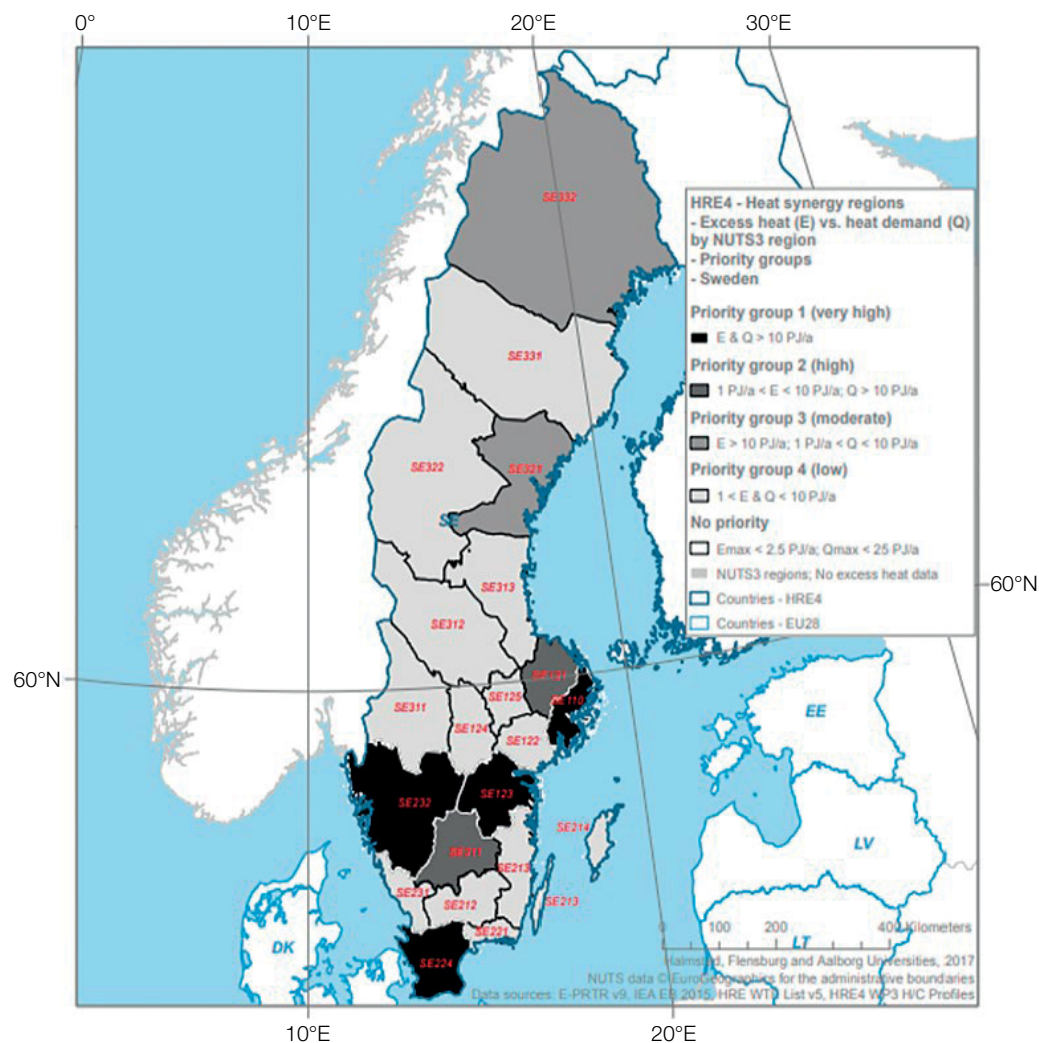 0° 10°E 20°E 30°E
SE332
HRE4 - Heat synergy regions
- Excess heat (E) vs. heat demand (Q)
by NUTS3 region
- Priority groups
- Sweden
Priority group 1 (very high)
E & Q > 10 PJ/a
Priority group 2 (high)
1 PJ/a < E < 10 PJ/a; Q > 10 PJ/a
Priority group 3 (moderate)
E > 10 PJ/a; 1 PJ/a < Q < 10 PJ/a
Priority group 4 (low)
1 < E & Q < 10 PJ/a
No priority
Emax < 2.5 PJ/a; Qmax < 25 PJ/a
NUTS3 regions; No excess heat data
Countries - HRE4
Countries - EU28
SE331
SE322
SE321
SE
SE313
60°N
SE312
60°N
SE121
SE125
SE110
SE311
SE124
SE122
EE
SE123
SE232
SE214
LV
SE211
SE213
SE231
SE212
SE213
SE221
0 100 200 400 Kilometers
DK
LT
SE224
Halmstad, Flensburg and Aalborg Universities, 2017
NUTS data © EuroGeographics for the administrative boundaries
Data sources: E-PRTR v9, IEA EB 2015, HRE WTD List v5, HRE4 WP3 H/C Profiles
10°E 20°E